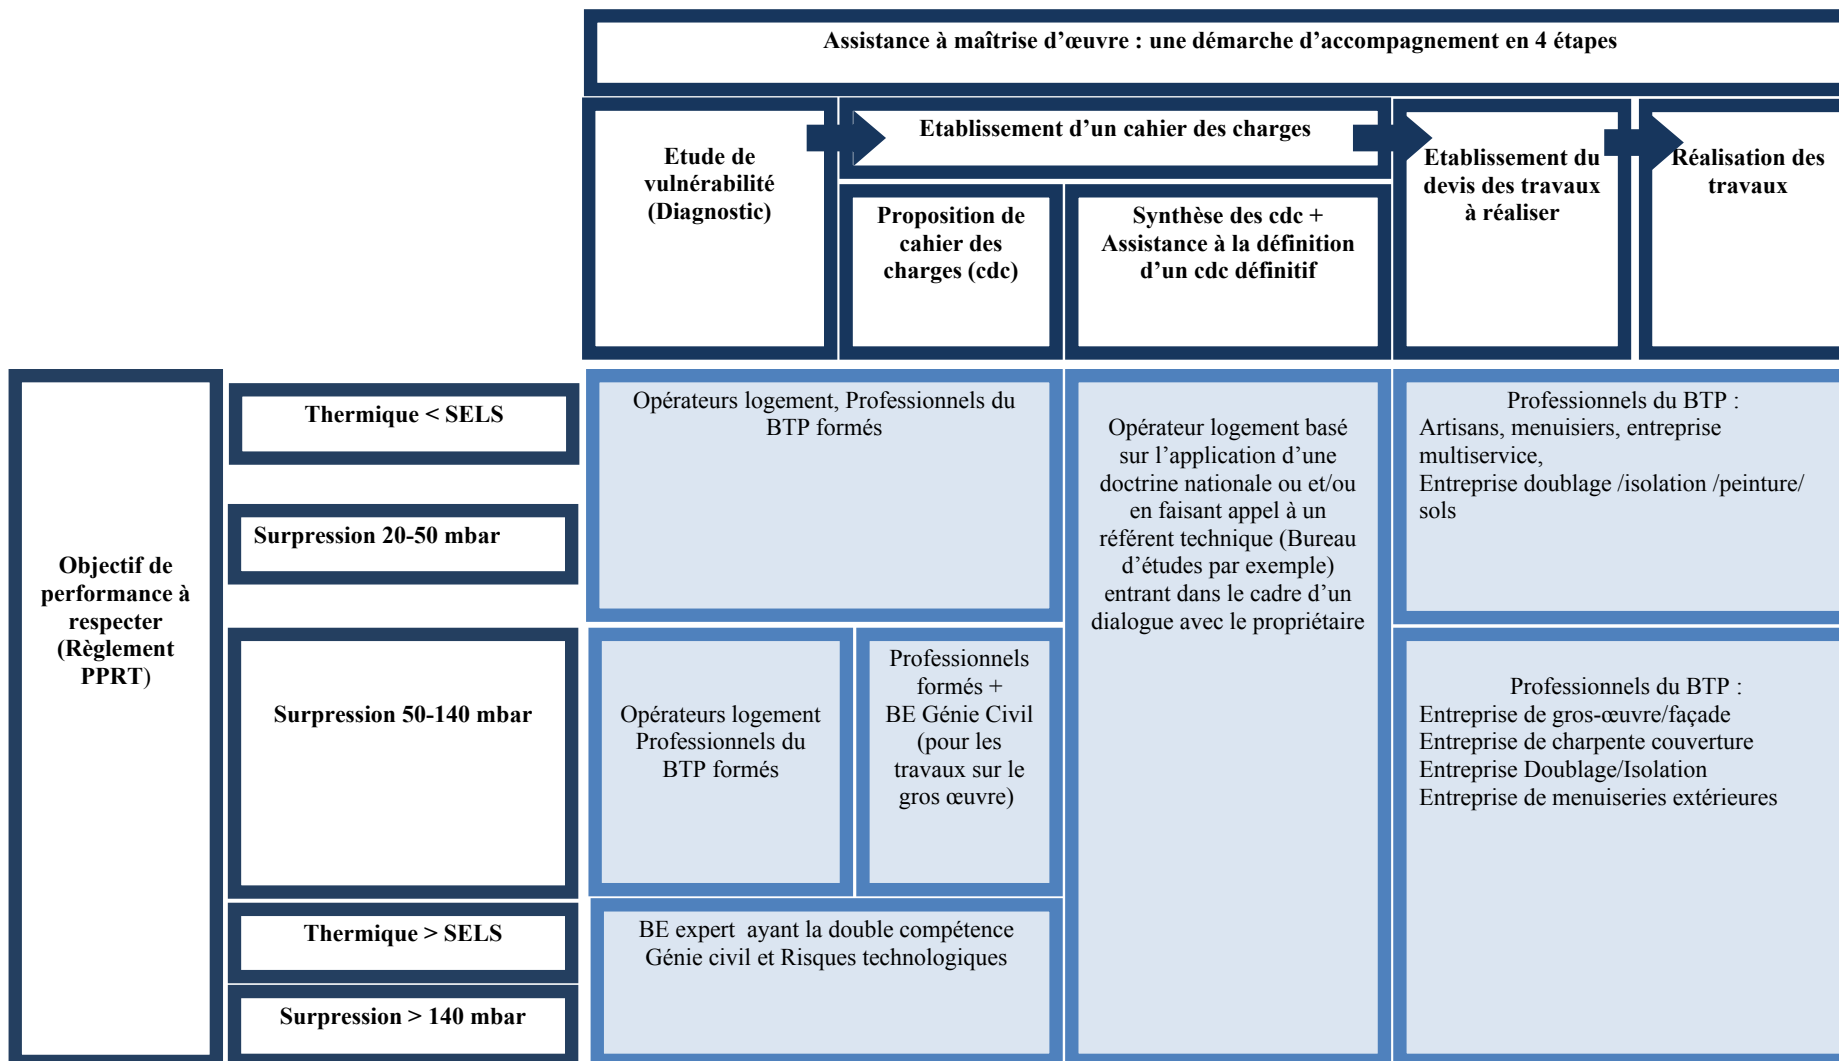 Assistance à maîtrise d’œuvre : une démarche d’accompagnement en 4 étapes
Etude de
vulnérabilité
(Diagnostic)
Etablissement d’un cahier des charges
Proposition de
cahier des
charges (cdc)
Synthèse des cdc +
Assistance à la définition
d’un cdc définitif
Etablissement du
devis des travaux
à réaliser
Réalisation des
travaux
Objectif de
performance à
respecter
(Règlement
PPRT)
Thermique < SELS
Surpression 20-50 mbar
Surpression 50-140 mbar
Thermique > SELS
Surpression > 140 mbar
Opérateurs logement, Professionnels du
BTP formés
Opérateurs logement
Professionnels du
BTP formés
Professionnels
formés +
BE Génie Civil
(pour les
travaux sur le
gros œuvre)
BE expert  ayant la double compétence
Génie civil et Risques technologiques
Opérateur logement basé
sur l’application d’une
doctrine nationale ou et/ou
en faisant appel à un
référent technique (Bureau
d’études par exemple)
entrant dans le cadre d’un
dialogue avec le propriétaire
Professionnels du BTP :
Artisans, menuisiers, entreprise
multiservice,
Entreprise doublage /isolation /peinture/
sols
Professionnels du BTP :
Entreprise de gros-œuvre/façade
Entreprise de charpente couverture
Entreprise Doublage/Isolation
Entreprise de menuiseries extérieures